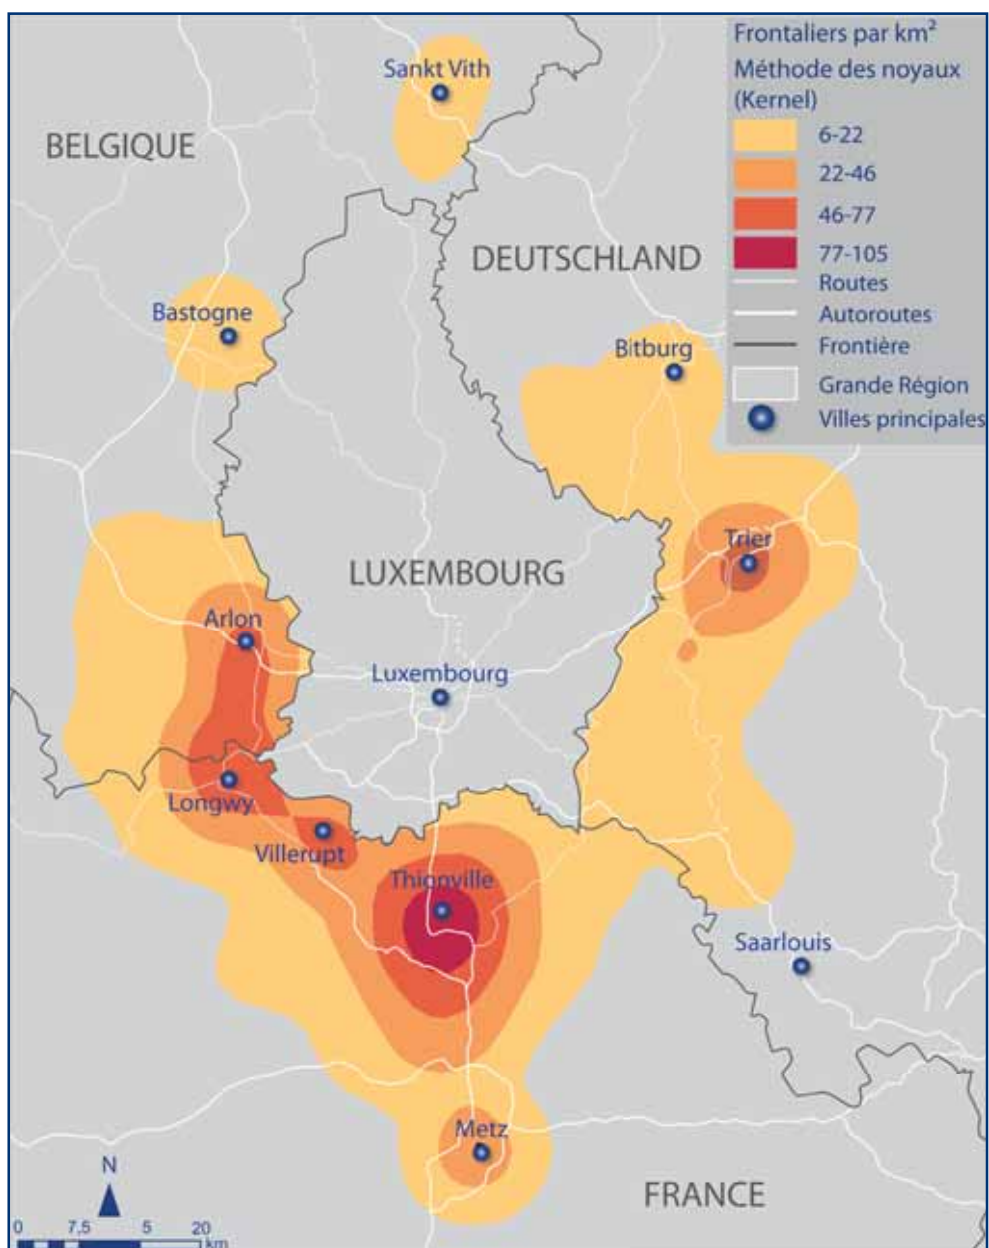 Frontaliers par km²
Méthode des noyaux
(Kernel)
6-22
22-46
46-77
77-105
Routes
Autoroutes
Frontière
Grande Région
Villes principales
Sankt Vith
BELGIQUE
DEUTSCHLAND
Bastogne
Bitburg
Trier
LUXEMBOURG
Arlon
Luxembourg
Longwy
Villerupt
Thionville
Saarlouis
Metz
FRANCE
N
0 7,5 5 20
km